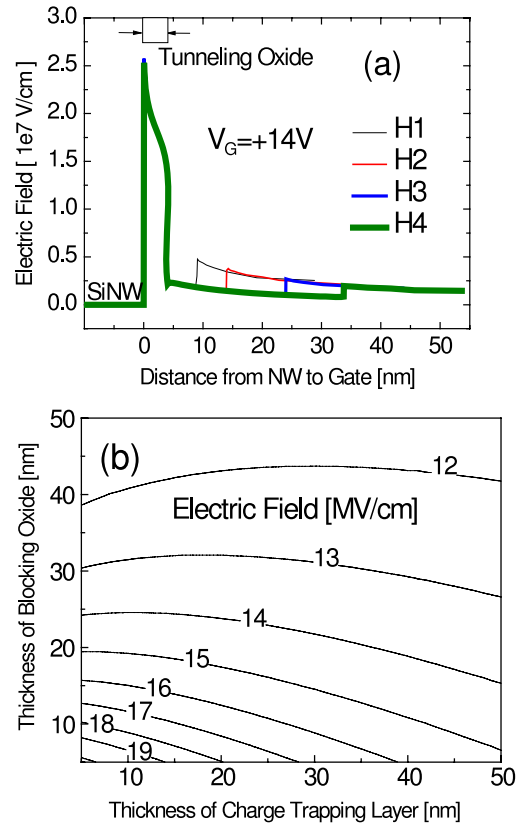 Tunneling Oxide
(a)
V_G=+14V
H1
H2
H3
H4
SiNW
3.0
2.5
2.0
1.5
1.0
0.5
0.0
Electric Field [ 1e7 V/cm ]
0 10 20 30 40 50
Distance from NW to Gate [nm]
(b)
Electric Field [MV/cm]
12
13
14
15
16
17
18
19
50
40
30
20
10
Thickness of Blocking Oxide [nm]
10 20 30 40 50
Thickness of Charge Trapping Layer [nm]